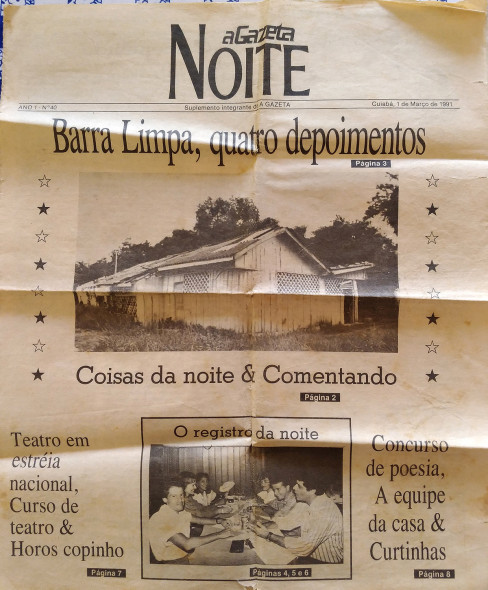 aGazeta
NOITE
ANO 1 - Nº 40
Suplemento integrante de A GAZETA
Cuiabá, 1 de Março de 1991
Barra Limpa, quatro depoimentos
Página 3
Coisas da noite & Comentando
Página 2
Teatro em
estréia
nacional,
Curso de
teatro &
Horos copinho
Página 7
O registro da noite
Páginas 4, 5 e 6
Concurso
de poesia,
A equipe
da casa &
Curtinhas
Página 8